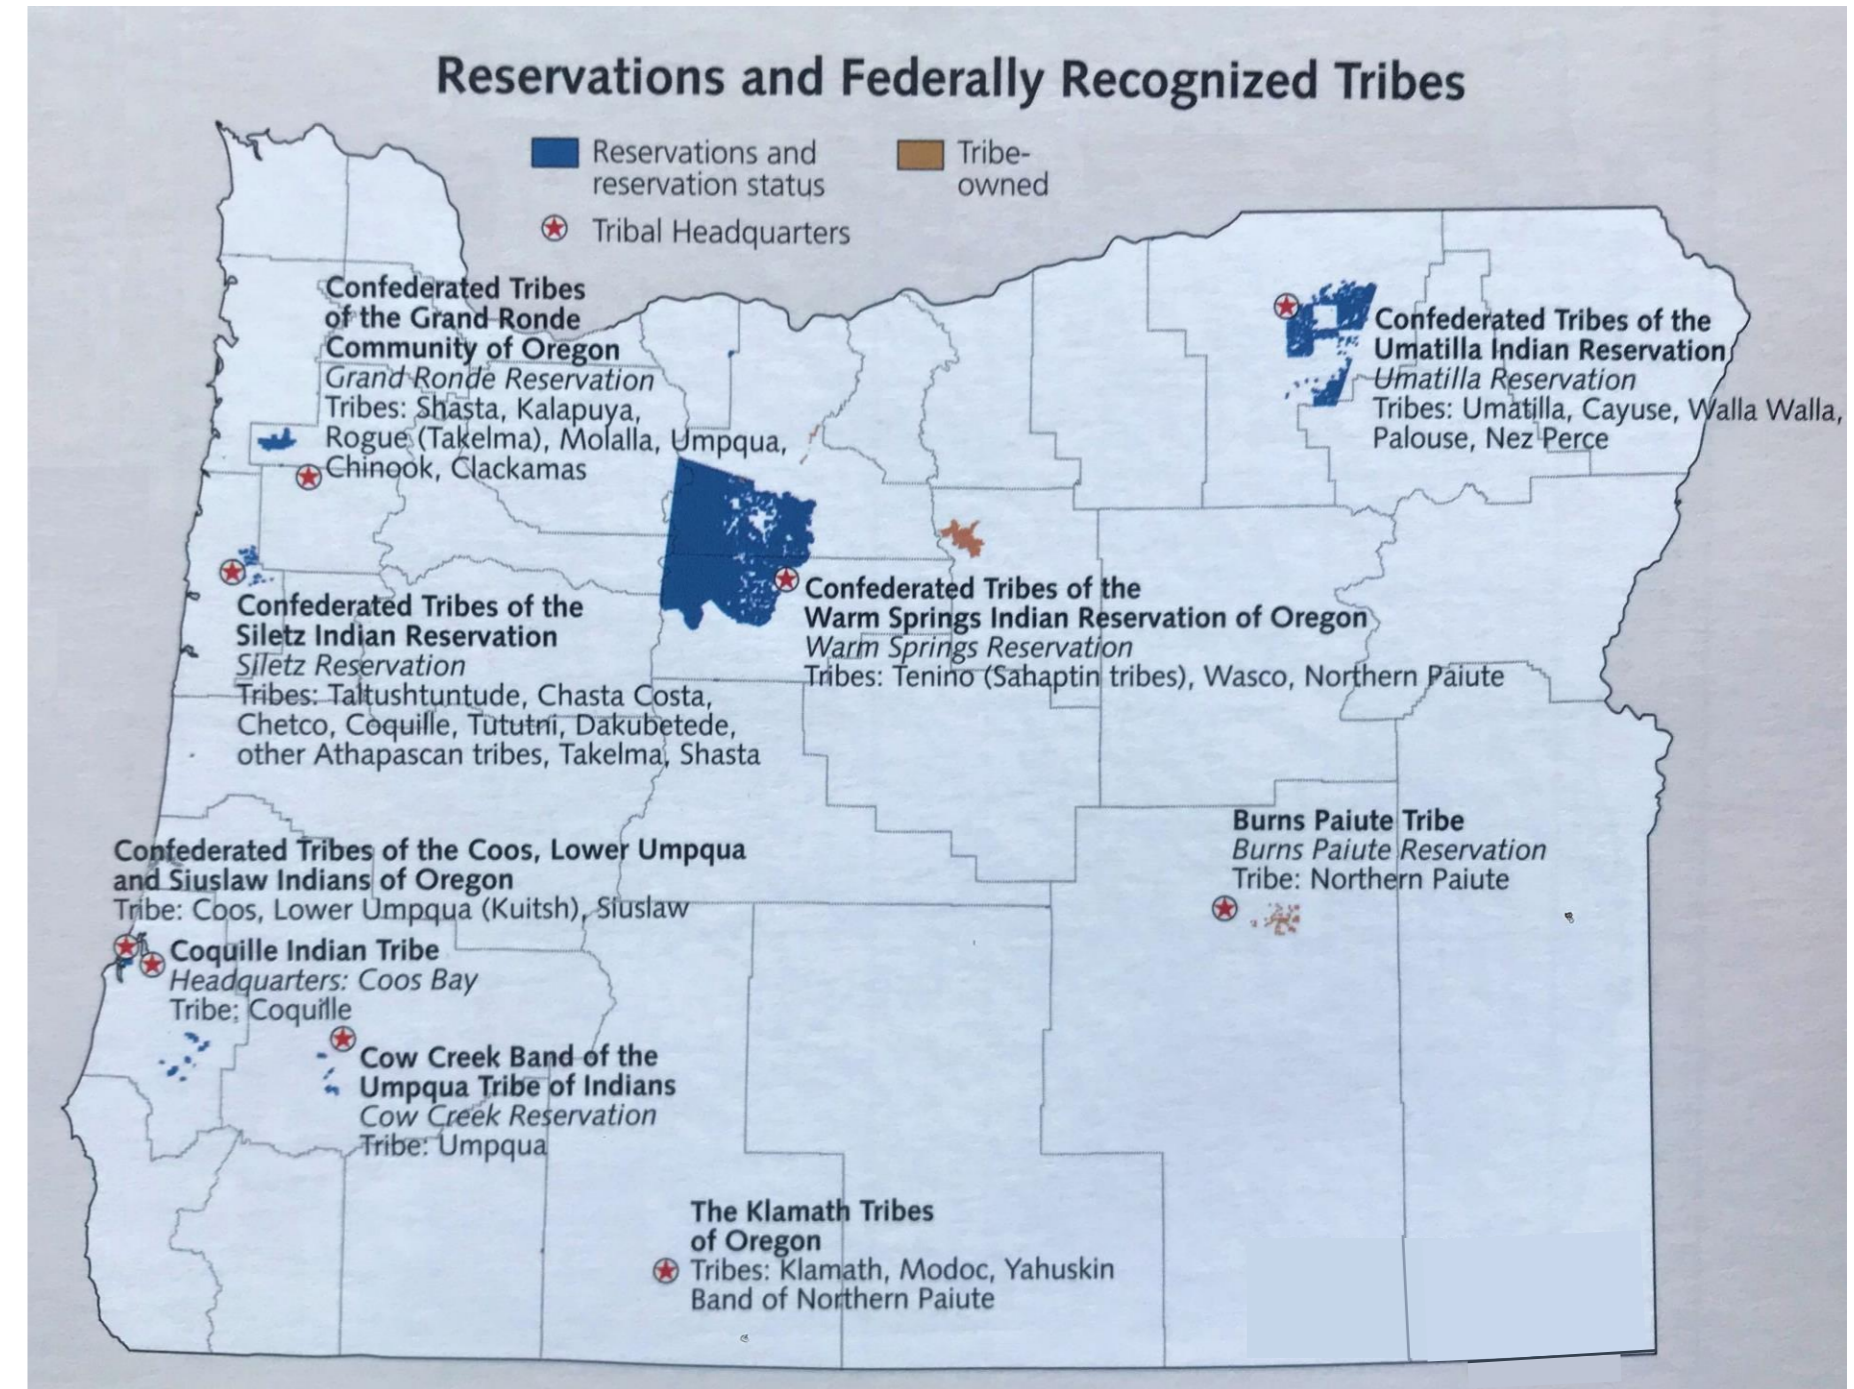 Reservations and Federally Recognized Tribes
Reservations and
reservation status
Tribe-
owned
Tribal Headquarters
Confederated Tribes
of the Grand Ronde
Community of Oregon
Grand Ronde Reservation
Tribes: Shasta, Kalapuya,
Rogue (Takelma), Molalla, Umpqua,
Chinook, Clackamas
Confederated Tribes of the
Umatilla Indian Reservation
Umatilla Reservation
Tribes: Umatilla, Cayuse, Walla Walla,
Palouse, Nez Perce
Confederated Tribes of the
Siletz Indian Reservation
Siletz Reservation
Tribes: Taltushtuntude, Chasta Costa,
Chetco, Coquille, Tututni, Dakubetede,
other Athapascan tribes, Takelma, Shasta
Confederated Tribes of the
Warm Springs Indian Reservation of Oregon
Warm Springs Reservation
Tribes: Tenino (Sahaptin tribes), Wasco, Northern Paiute
Confederated Tribes of the Coos, Lower Umpqua
and Siuslaw Indians of Oregon
Tribe: Coos, Lower Umpqua (Kuitsh), Siuslaw
Coquille Indian Tribe
Headquarters: Coos Bay
Tribe: Coquille
Burns Paiute Tribe
Burns Paiute Reservation
Tribe: Northern Paiute
Cow Creek Band of the
Umpqua Tribe of Indians
Cow Creek Reservation
Tribe: Umpqua
The Klamath Tribes
of Oregon
Tribes: Klamath, Modoc, Yahuskin
Band of Northern Paiute